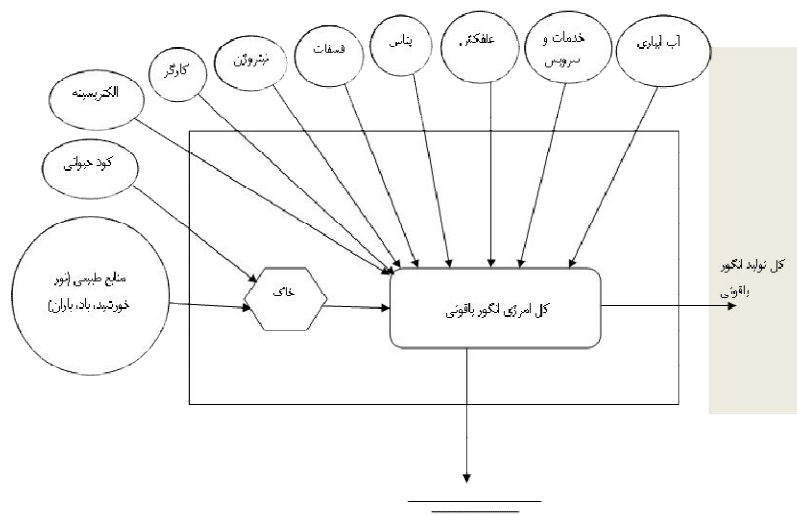 آب آبیاری
خدمات و
سرویس
علفکش
پتاس
فسفات
نیتروژن
کارگر
الکتریسیته
کود حیوانی
منابع طبیعی (نور
خورشید، باد، باران)
خاک
کل امرژی انگور یاقوتی
کل تولید انگور
یاقوتی